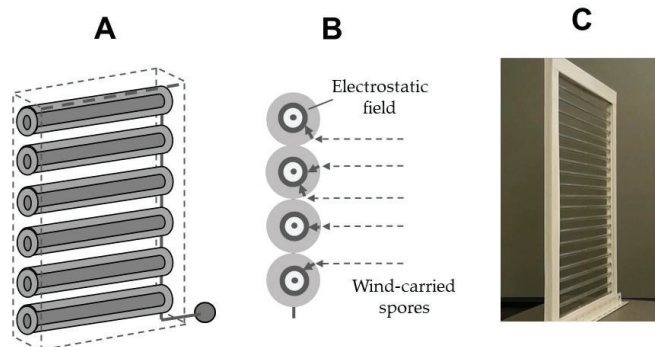 A
B
C
Electrostatic
field
Wind-carried
spores